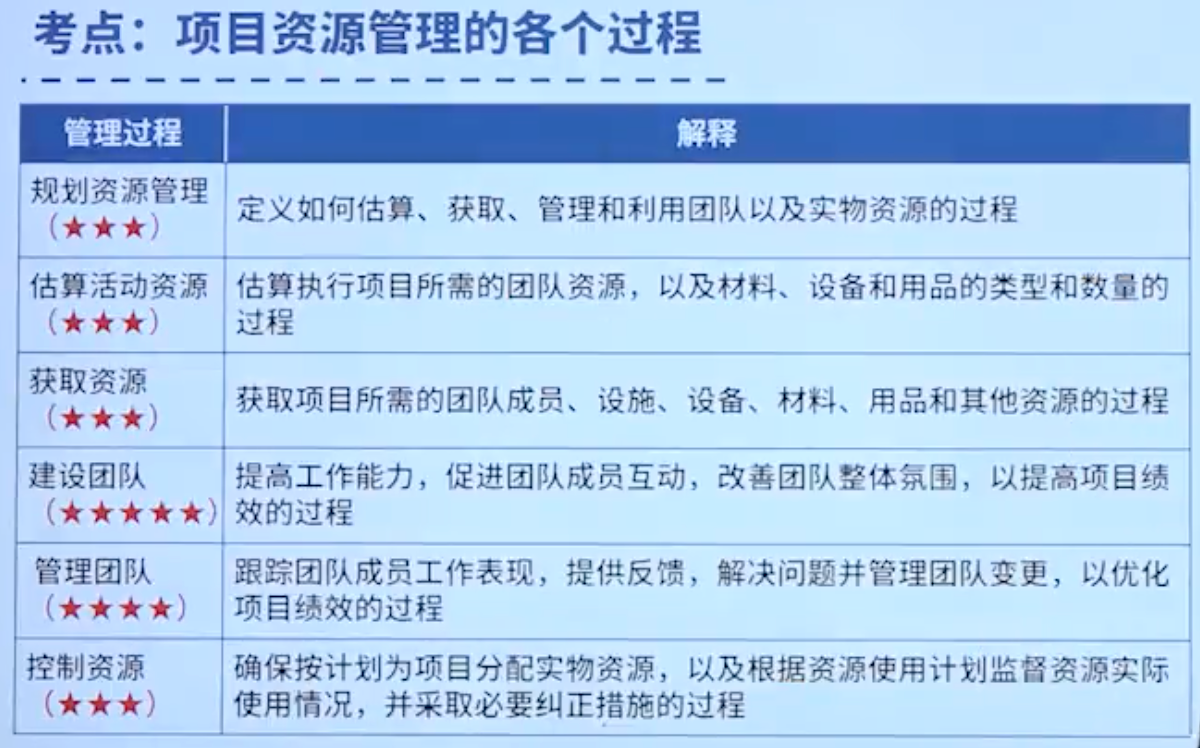 考点：项目资源管理的各个过程
管理过程
解释
规划资源管理
（★★★）
定义如何估算、获取、管理和利用团队以及实物资源的过程
估算活动资源
（★★★）
估算执行项目所需的团队资源，以及材料、设备和用品的类型和数量的
过程
获取资源
（★★★）
获取项目所需的团队成员、设施、设备、材料、用品和其他资源的过程
建设团队
（★★★★★）
提高工作能力，促进团队成员互动，改善团队整体氛围，以提高项目绩
效的过程
管理团队
（★★★★）
跟踪团队成员工作表现，提供反馈，解决问题并管理团队变更，以优化
项目绩效的过程
控制资源
（★★★）
确保按计划为项目分配实物资源，以及根据资源使用计划监督资源实际
使用情况，并采取必要纠正措施的过程